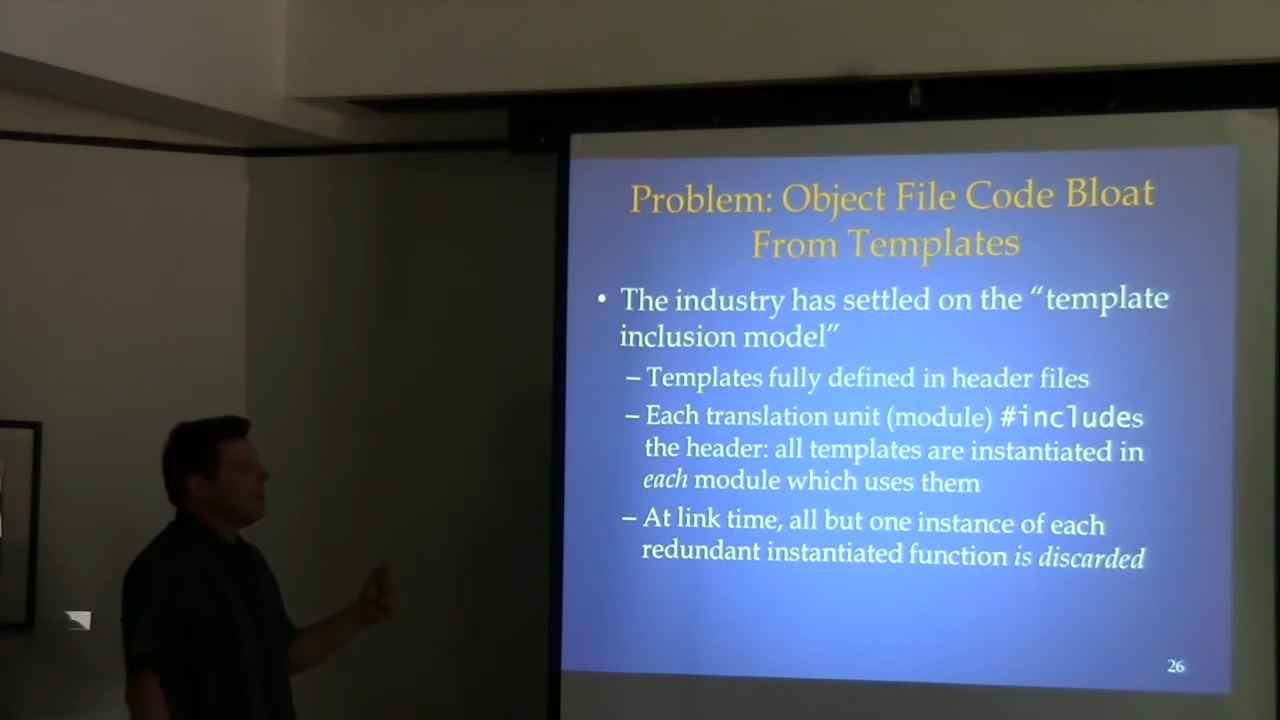 Problem: Object File Code Bloat
From Templates
• The industry has settled on the “template
inclusion model”
– Templates fully defined in header files
– Each translation unit (module) #includes
the header: all templates are instantiated in
each module which uses them
– At link time, all but one instance of each
redundant instantiated function is discarded
26